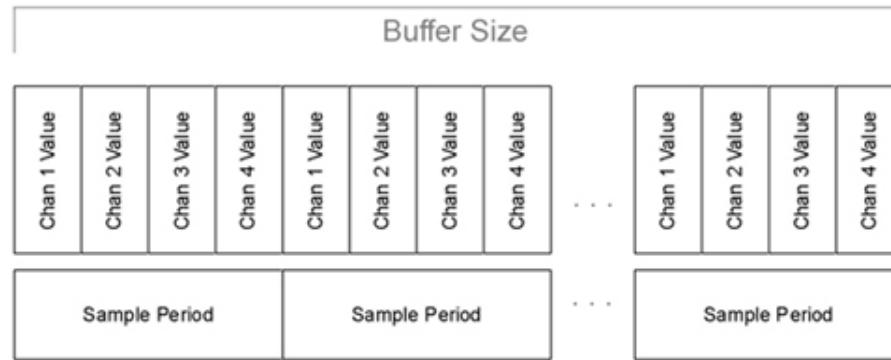 Buffer Size
Chan 1 Value
Chan 2 Value
Chan 3 Value
Chan 4 Value
Chan 1 Value
Chan 2 Value
Chan 3 Value
Chan 4 Value
. . .
Chan 1 Value
Chan 2 Value
Chan 3 Value
Chan 4 Value
Sample Period
Sample Period
. . .
Sample Period